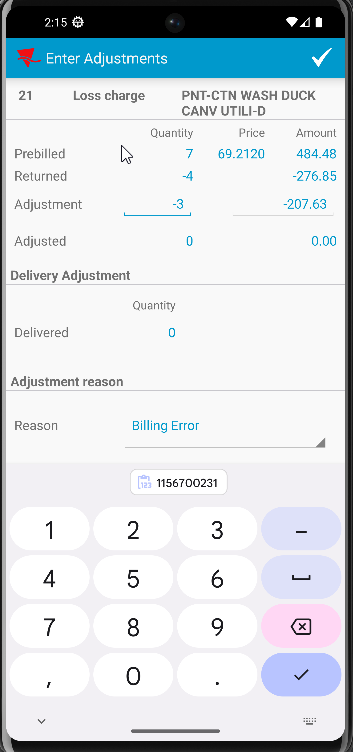 2:15
Enter Adjustments
21 Loss charge PNT-CTN WASH DUCK
CANV UTILI-D
Quantity Price Amount
Prebilled 7 69.2120 484.48
Returned -4 -276.85
Adjustment -3 -207.63
Adjusted 0 0.00
Delivery Adjustment
Quantity
Delivered 0
Adjustment reason
Reason Billing Error
123 1156700231
1 2 3 –
4 5 6
7 8 9
, 0 .